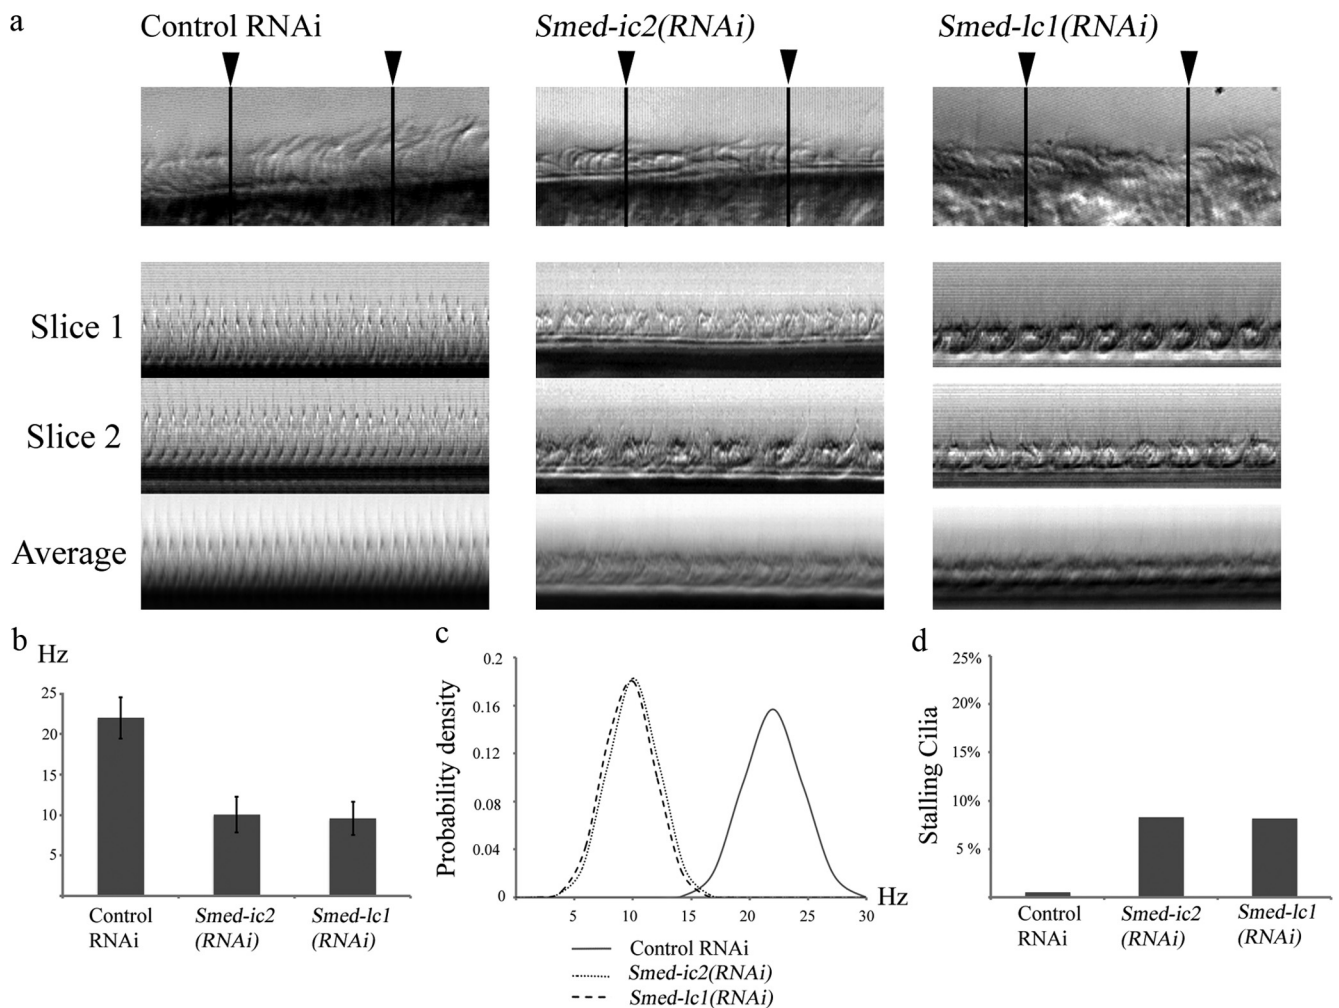 a
Control RNAi
Smed-ic2(RNAi)
Smed-lc1(RNAi)
Slice 1
Slice 2
Average
b
Hz
25
20
15
10
5
Control
RNAi
Smed-ic2
(RNAi)
Smed-lc1
(RNAi)
c
Probability density
0.2
0.16
0.12
0.08
0.04
0
5
10
15
20
25
30
Hz
Control RNAi
Smed-ic2(RNAi)
Smed-lc1(RNAi)
d
Stalling Cilia
25%
20%
15%
10%
5 %
0
Control
RNAi
Smed-ic2
(RNAi)
Smed-lc1
(RNAi)